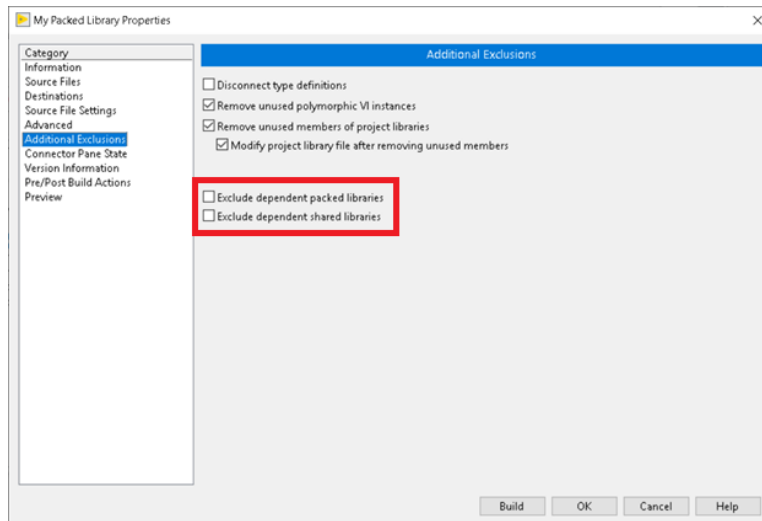 My Packed Library Properties
Category
Information
Source Files
Destinations
Source File Settings
Advanced
Additional Exclusions
Connector Pane State
Version Information
Pre/Post Build Actions
Preview
Additional Exclusions
Disconnect type definitions
Remove unused polymorphic VI instances
Remove unused members of project libraries
Modify project library file after removing unused members
Exclude dependent packed libraries
Exclude dependent shared libraries
Build OK Cancel Help